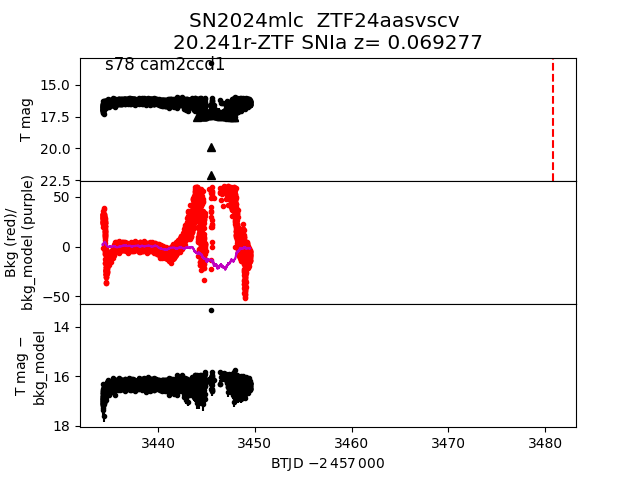 SN2024mlc  ZTF24aasvscv
20.241r-ZTF SNIa z= 0.069277
s78 cam2ccd1
T mag
15.0
17.5
20.0
22.5
Bkg (red)/
bkg_model (purple)
50
0
−50
T mag −
bkg_model
14
16
18
3440 3450 3460 3470 3480
BTJD −2 457 000